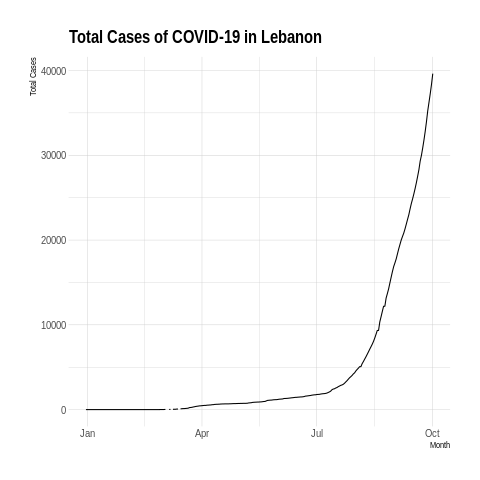 Total Cases of COVID-19 in Lebanon
Total Cases
40000
30000
20000
10000
0
Jan Apr Jul Oct
Month